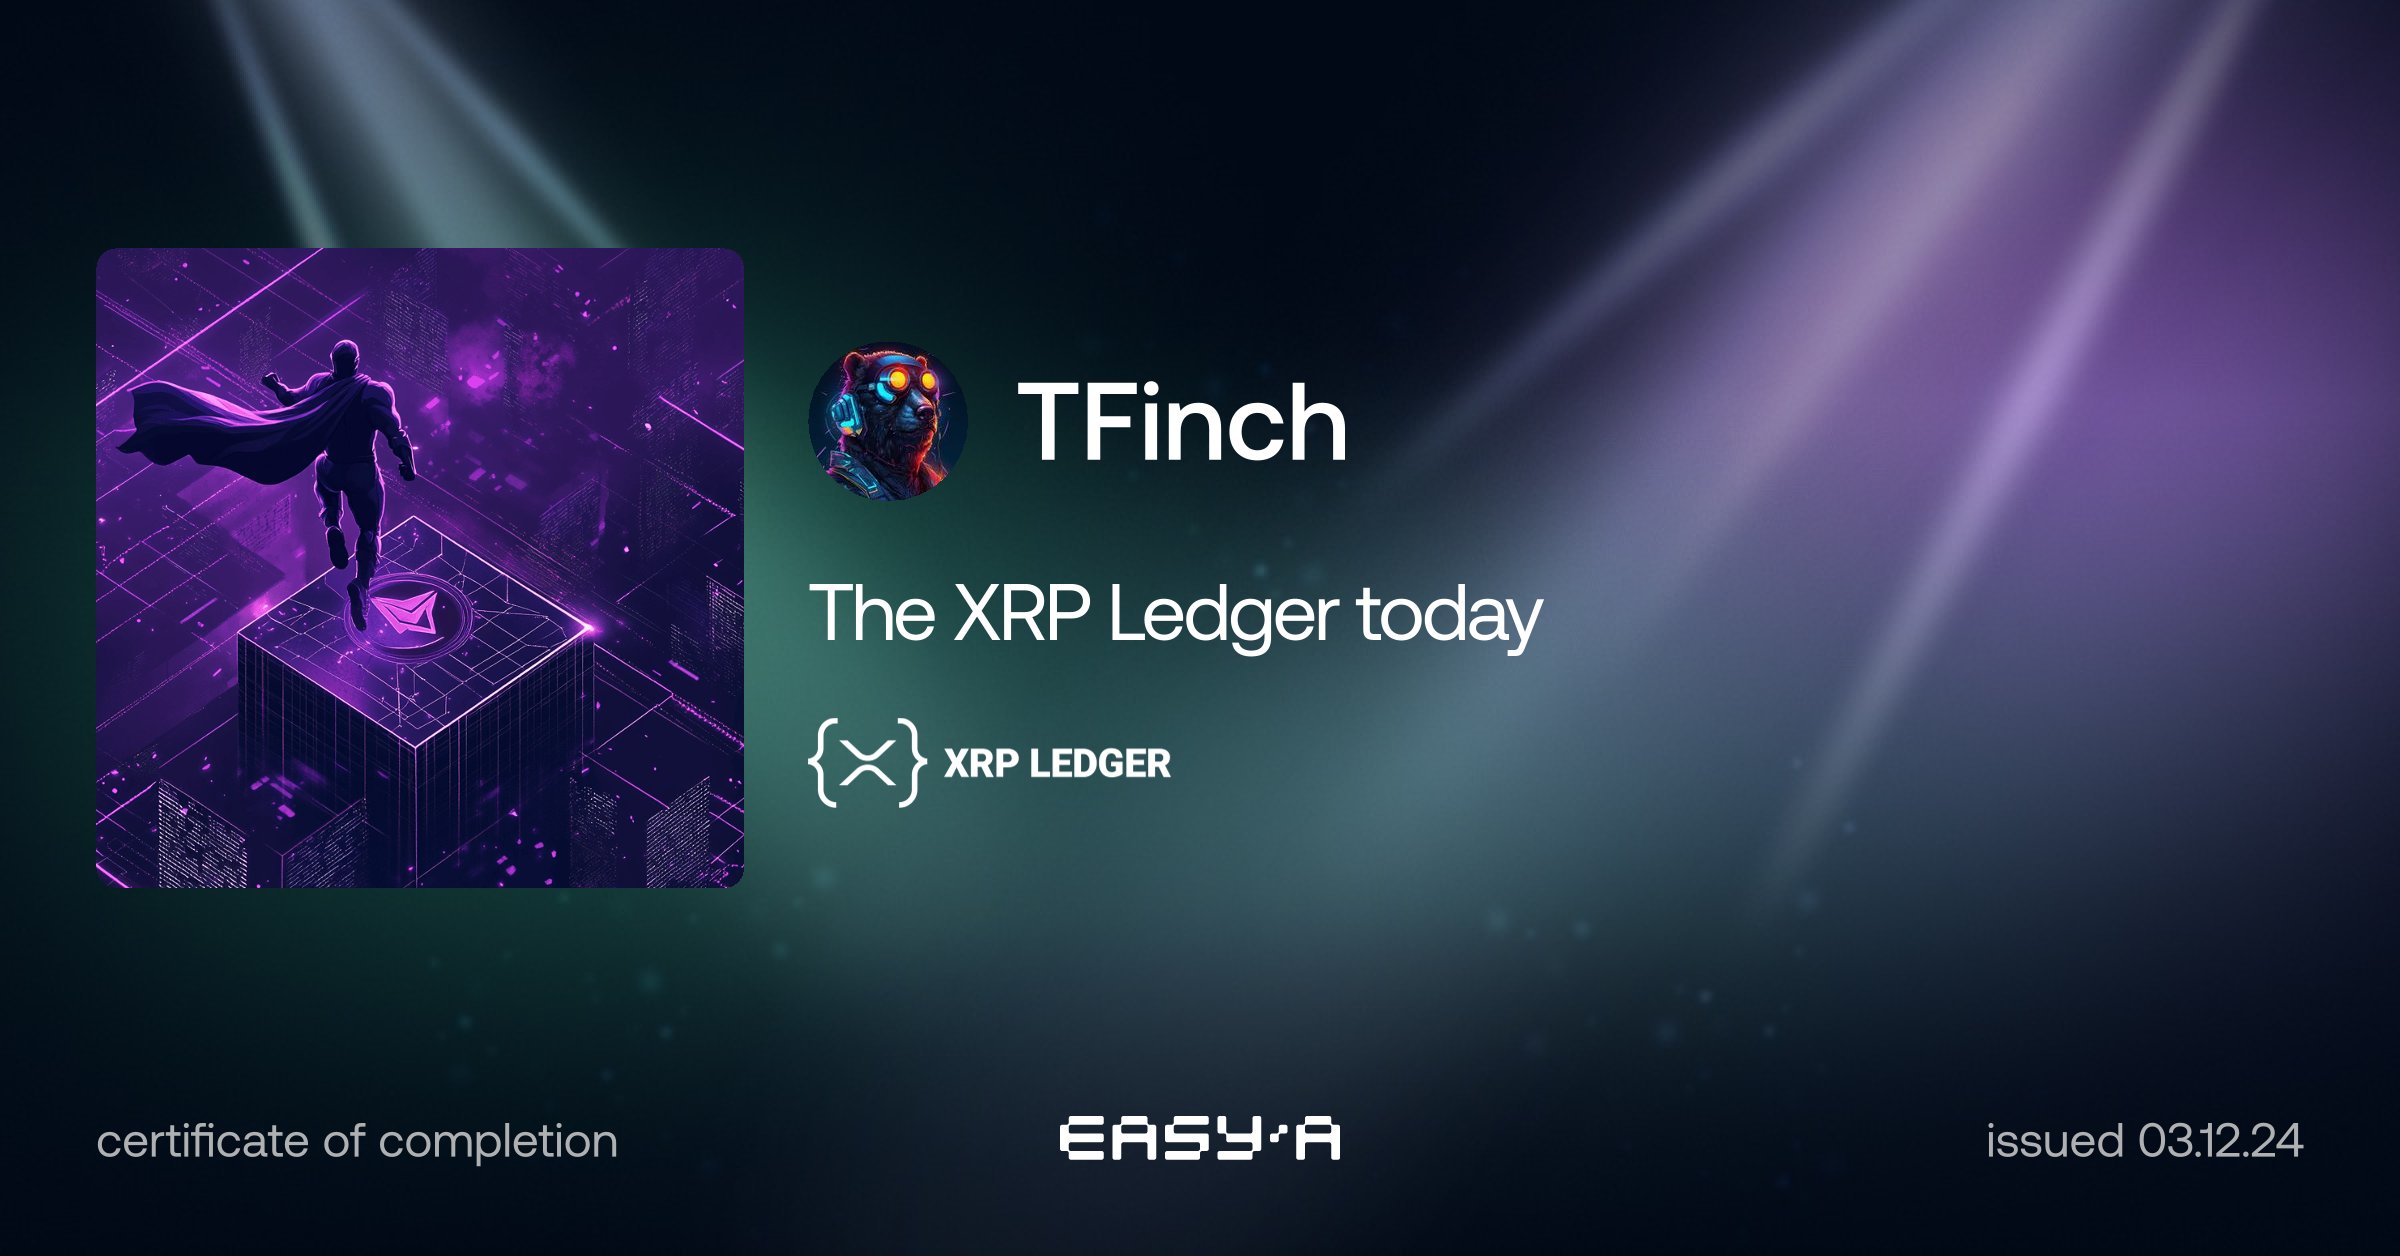 TFinch
The XRP Ledger today
XRP LEDGER
certificate of completion
EASY·A
issued 03.12.24